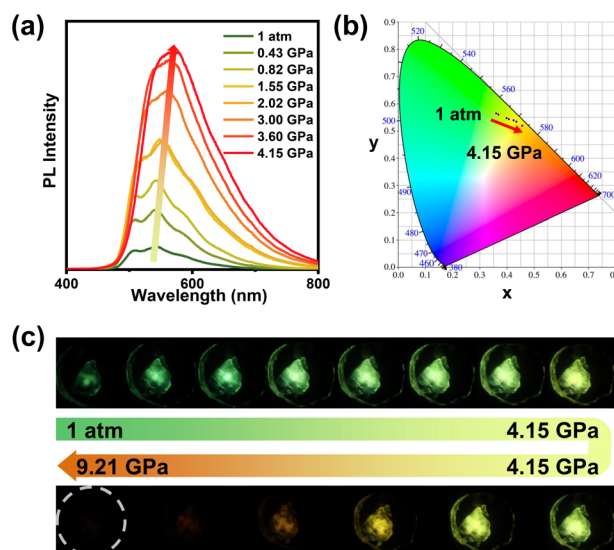 (a)
PL Intensity
1 atm
0.43 GPa
0.82 GPa
1.55 GPa
2.02 GPa
3.00 GPa
3.60 GPa
4.15 GPa
400 500 600 700 800
Wavelength (nm)
(b)
0.9
0.8
0.7
0.6
0.5
0.4
0.3
0.2
0.1
0.0
y
0.0 0.1 0.2 0.3 0.4 0.5 0.6 0.7
x
520
540
560
500
580
600
620
700
490
480
470
460
380
1 atm
4.15 GPa
(c)
1 atm 4.15 GPa
9.21 GPa 4.15 GPa